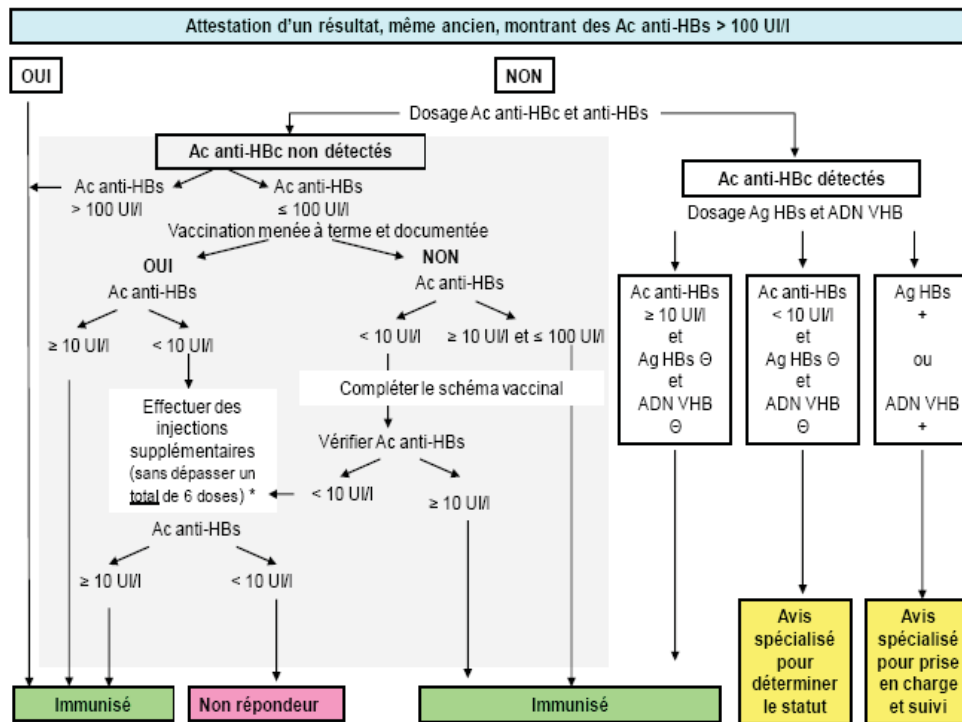 Attestation d'un résultat, même ancien, montrant des Ac anti-HBs > 100 UI/l
OUI
NON
Dosage Ac anti-HBc et anti-HBs
Ac anti-HBc non détectés
Ac anti-HBs
> 100 UI/l
Ac anti-HBs
≤ 100 UI/l
Vaccination menée à terme et documentée
OUI
Ac anti-HBs
≥ 10 UI/l
< 10 UI/l
NON
Ac anti-HBs
< 10 UI/l
≥ 10 UI/l et ≤ 100 UI/l
Effectuer des
injections
supplémentaires
(sans dépasser un
total de 6 doses) *
Compléter le schéma vaccinal
Vérifier Ac anti-HBs
< 10 UI/l
≥ 10 UI/l
Ac anti-HBs
≥ 10 UI/l
< 10 UI/l
Ac anti-HBc détectés
Dosage Ag HBs et ADN VHB
Ac anti-HBs
≥ 10 UI/l
et
Ag HBs Θ
et
ADN VHB
Θ
Ac anti-HBs
< 10 UI/l
et
Ag HBs Θ
et
ADN VHB
Θ
Ag HBs
+
ou
ADN VHB
+
Immunisé
Non répondeur
Immunisé
Avis
spécialisé
pour
déterminer
le statut
Avis
spécialisé
pour prise
en charge
et suivi